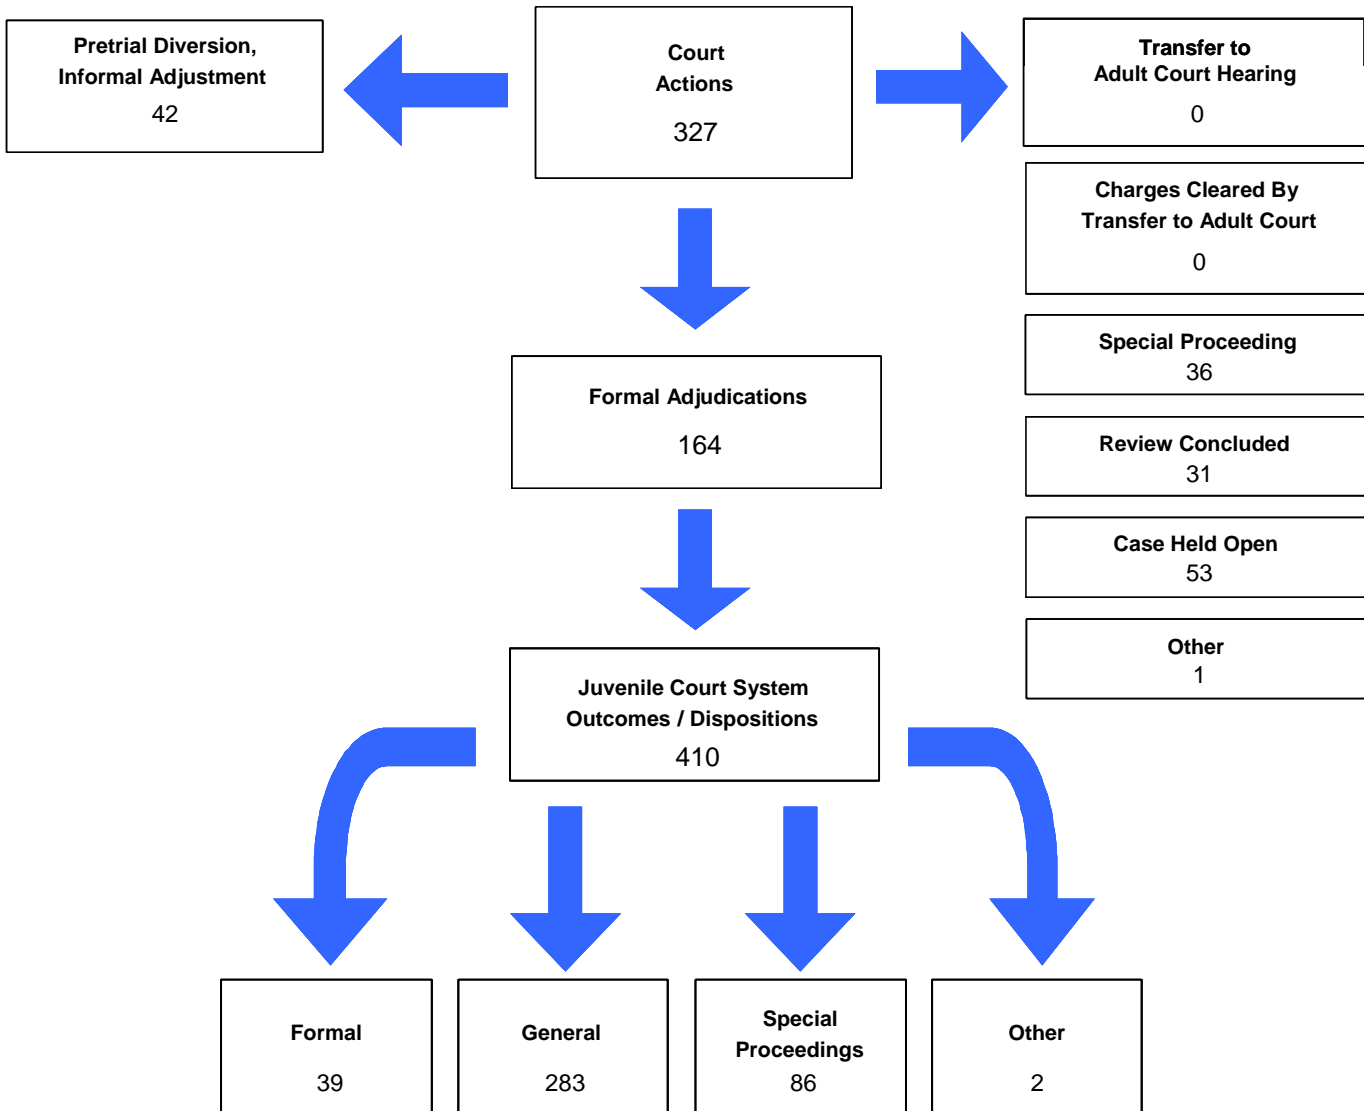 Pretrial Diversion,
Informal Adjustment
42
Court
Actions
327
Transfer to
Adult Court Hearing
0
Charges Cleared By
Transfer to Adult Court
0
Special Proceeding
36
Review Concluded
31
Case Held Open
53
Other
1
Formal Adjudications
164
Juvenile Court System
Outcomes / Dispositions
410
Formal
39
General
283
Special
Proceedings
86
Other
2